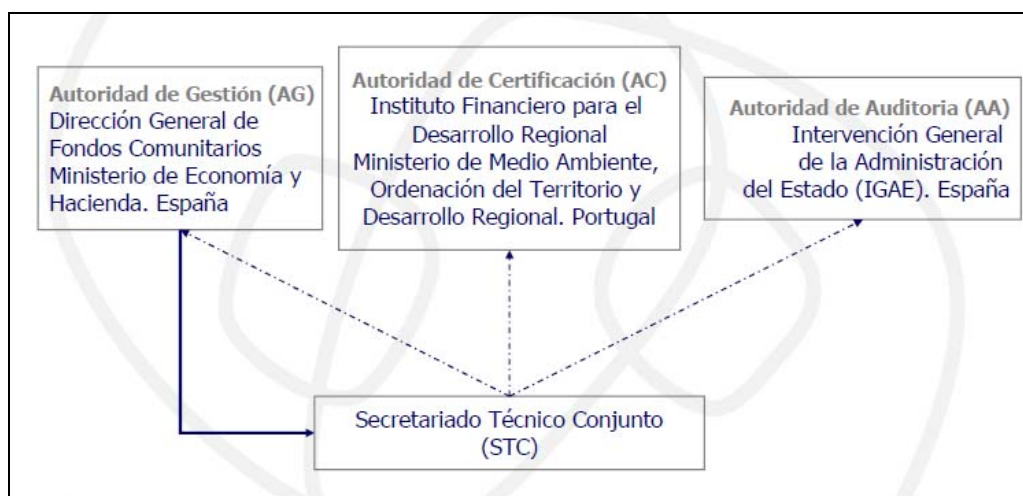 Autoridad de Gestión (AG)
Dirección General de
Fondos Comunitarios
Ministerio de Economía y
Hacienda. España
Autoridad de Certificación (AC)
Instituto Financiero para el
Desarrollo Regional
Ministerio de Medio Ambiente,
Ordenación del Territorio y
Desarrollo Regional. Portugal
Autoridad de Auditoria (AA)
Intervención General
de la Administración
del Estado (IGAE). España
Secretariado Técnico Conjunto
(STC)